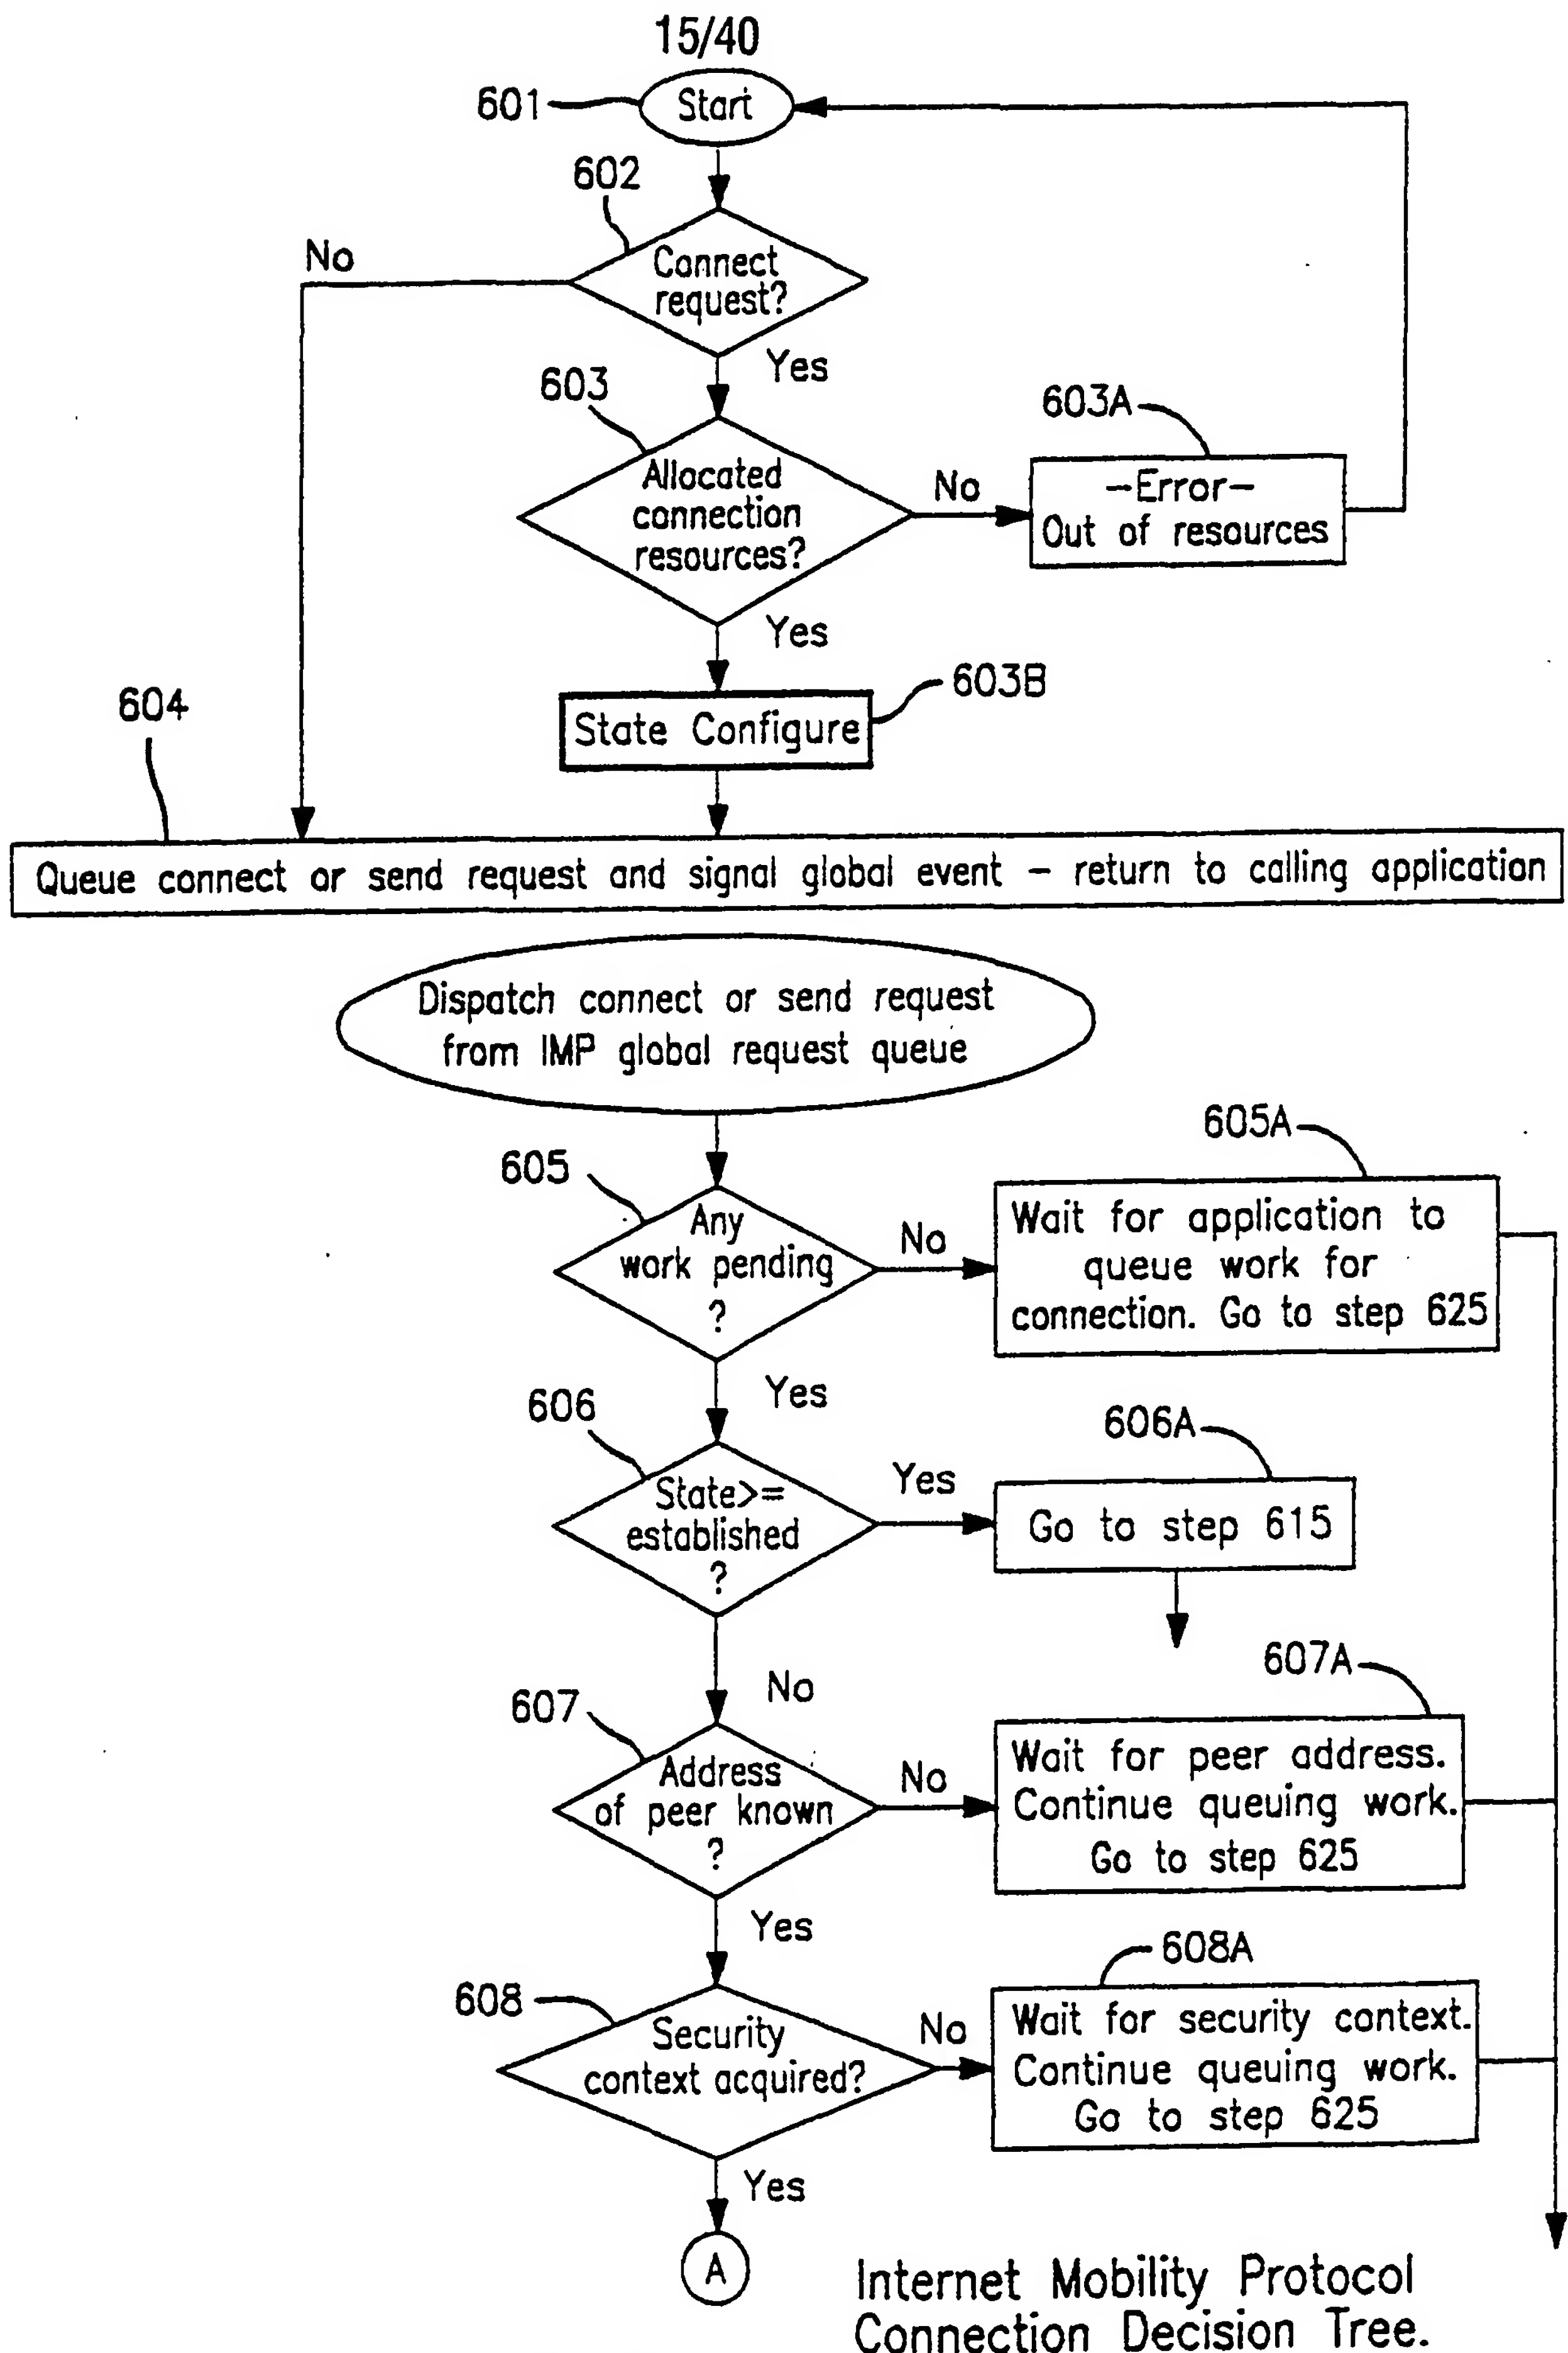 15/40
601
Start
602
No
Connect
request?
Yes
603
603A
Allocated
connection
resources?
No
-Error-
Out of resources
Yes
603B
604
State Configure
Queue connect or send request and signal global event - return to calling application
Dispatch connect or send request
from IMP global request queue
605A
605
Any
work pending
?
No
Wait for application to
queue work for
connection. Go to step 625
Yes
606
606A
State>=
established
?
Yes
Go to step 615
No
607A
607
Address
of peer known
?
No
Wait for peer address.
Continue queuing work.
Go to step 625
Yes
608A
608
Security
context acquired?
No
Wait for security context.
Continue queuing work.
Go to step 625
Yes
A
Internet Mobility Protocol
Connection Decision Tree.